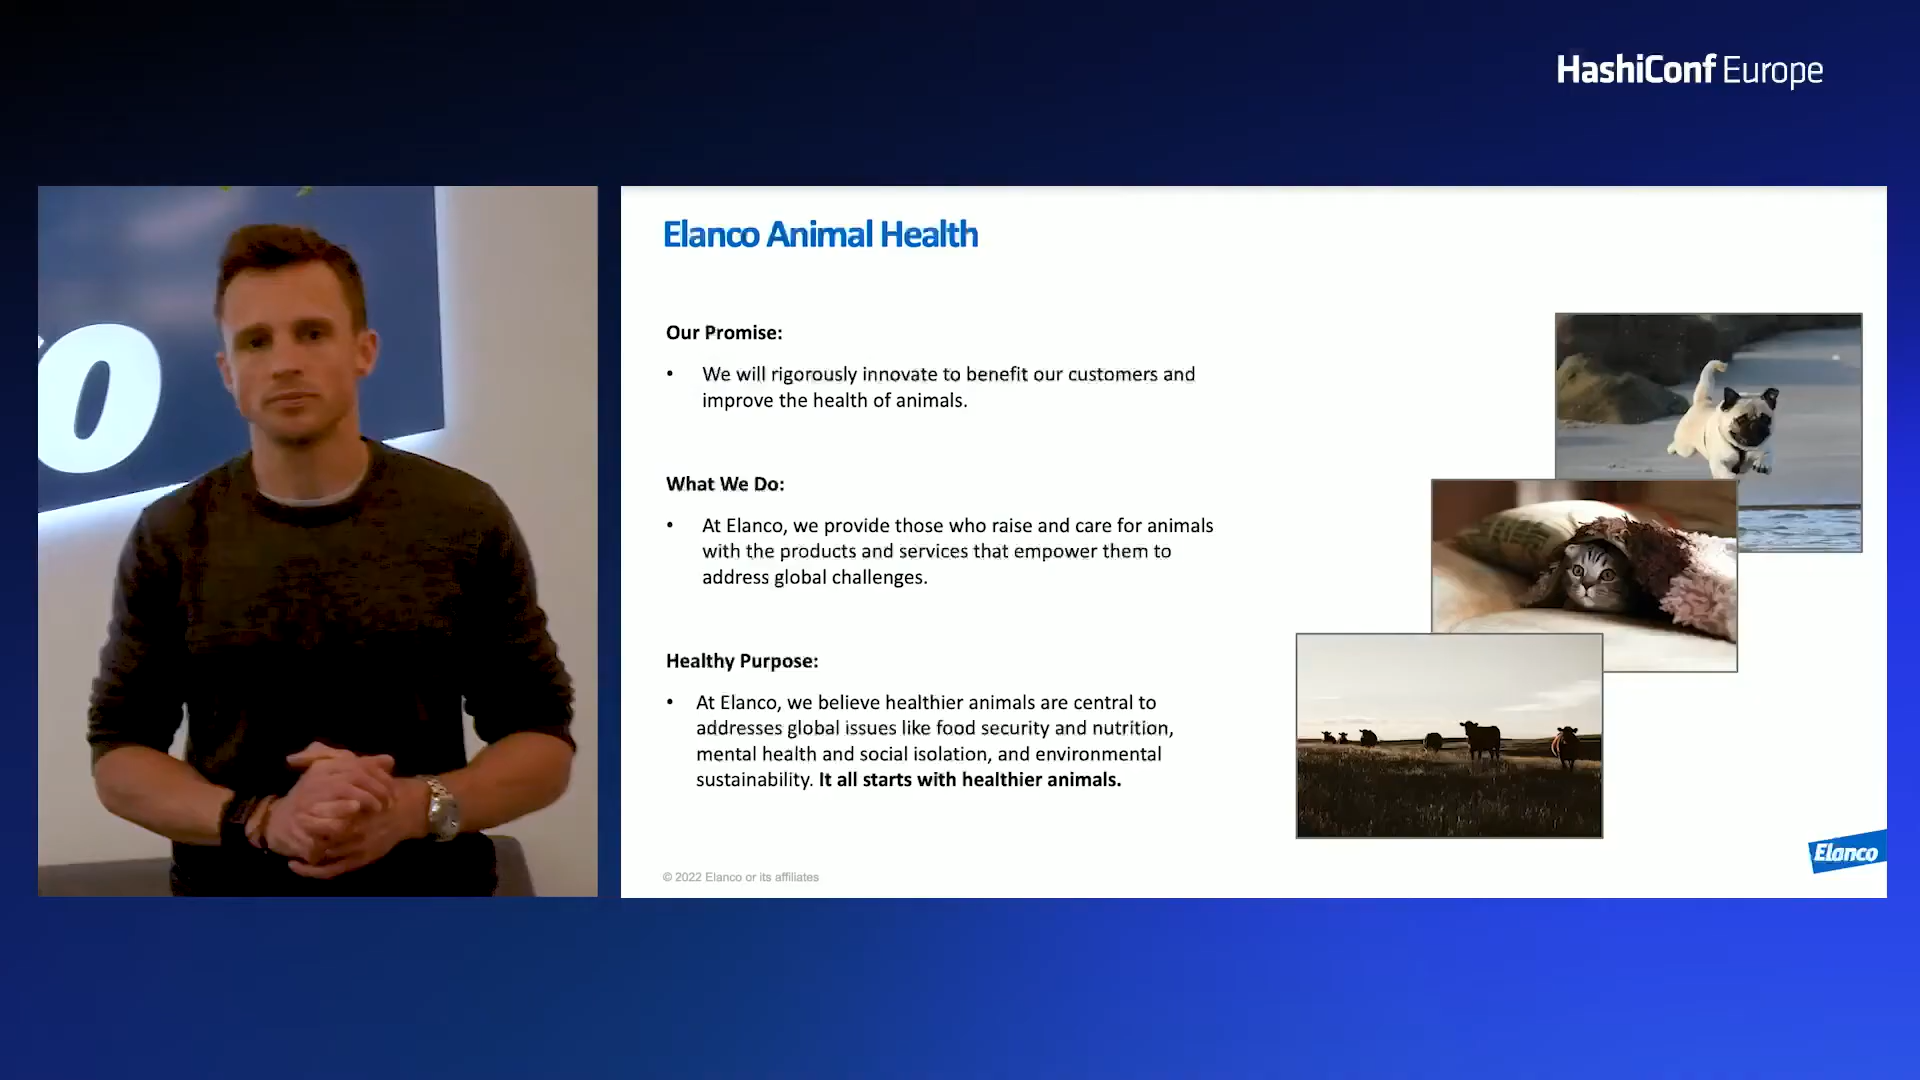 HashiConf Europe
o
Elanco Animal Health
Our Promise:
• We will rigorously innovate to benefit our customers and
improve the health of animals.
What We Do:
• At Elanco, we provide those who raise and care for animals
with the products and services that empower them to
address global challenges.
Healthy Purpose:
• At Elanco, we believe healthier animals are central to
addresses global issues like food security and nutrition,
mental health and social isolation, and environmental
sustainability. It all starts with healthier animals.
© 2022 Elanco or its affiliates
Elanco